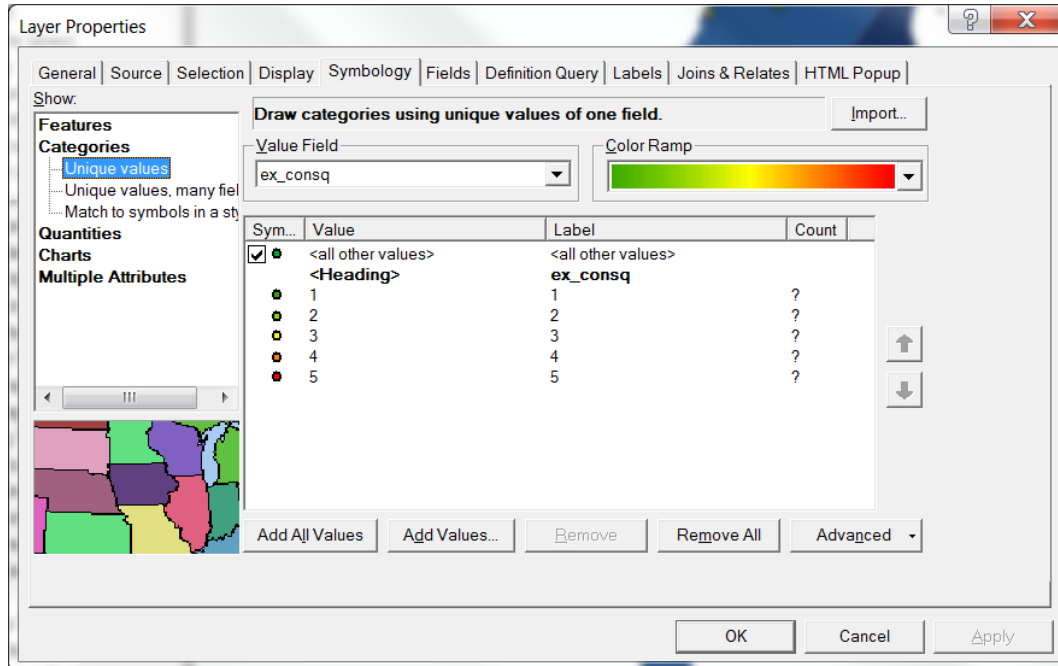 Layer Properties
General Source Selection Display Symbology Fields Definition Query Labels Joins & Relates HTML Popup
Show:
Features
Categories
Unique values
Unique values, many fiel
Match to symbols in a sty
Quantities
Charts
Multiple Attributes
Draw categories using unique values of one field.
Import...
Value Field
ex_consq
Color Ramp
Sym... Value Label Count
<all other values> <all other values>
<Heading> ex_consq
1 1 ?
2 2 ?
3 3 ?
4 4 ?
5 5 ?
Add All Values Add Values... Remove Remove All Advanced
OK Cancel Apply